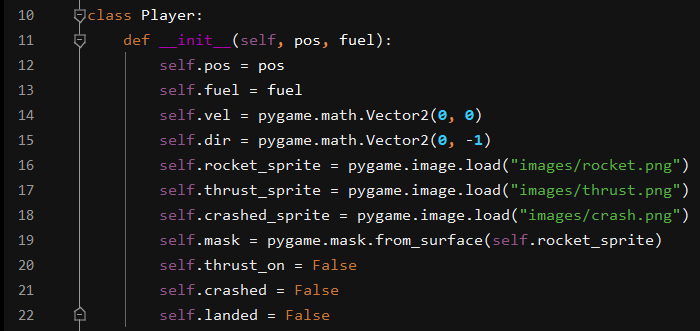 10 class Player:
11     def __init__(self, pos, fuel):
12         self.pos = pos
13         self.fuel = fuel
14         self.vel = pygame.math.Vector2(0, 0)
15         self.dir = pygame.math.Vector2(0, -1)
16         self.rocket_sprite = pygame.image.load("images/rocket.png")
17         self.thrust_sprite = pygame.image.load("images/thrust.png")
18         self.crashed_sprite = pygame.image.load("images/crash.png")
19         self.mask = pygame.mask.from_surface(self.rocket_sprite)
20         self.thrust_on = False
21         self.crashed = False
22         self.landed = False